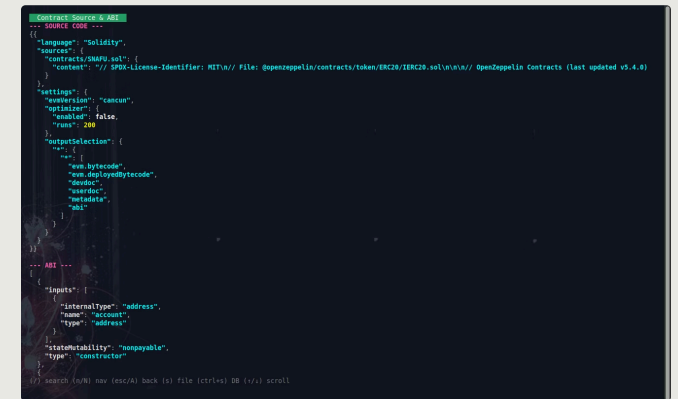 Contract Source & ABI
--- SOURCE CODE ---
{{
"language": "Solidity",
"sources": {
"contracts/SNAFU.sol": {
"content": "// SPDX-License-Identifier: MIT\n// File: @openzeppelin/contracts/token/ERC20/IERC20.sol\n\n\n// OpenZeppelin Contracts (last updated v5.4.0)
}
},
"settings": {
"evmVersion": "cancun",
"optimizer": {
"enabled": false,
"runs": 200
},
"outputSelection": {
"*": {
"*": [
"evm.bytecode",
"evm.deployedBytecode",
"devdoc",
"userdoc",
"metadata",
"abi"
]
}
}
}
}}
--- ABI ---
[
{
"inputs": [
{
"internalType": "address",
"name": "account",
"type": "address"
}
],
"stateMutability": "nonpayable",
"type": "constructor"
},
{
(/) search (n/N) nav (esc/A) back (s) file (ctrl+s) DB (↑/↓) scroll